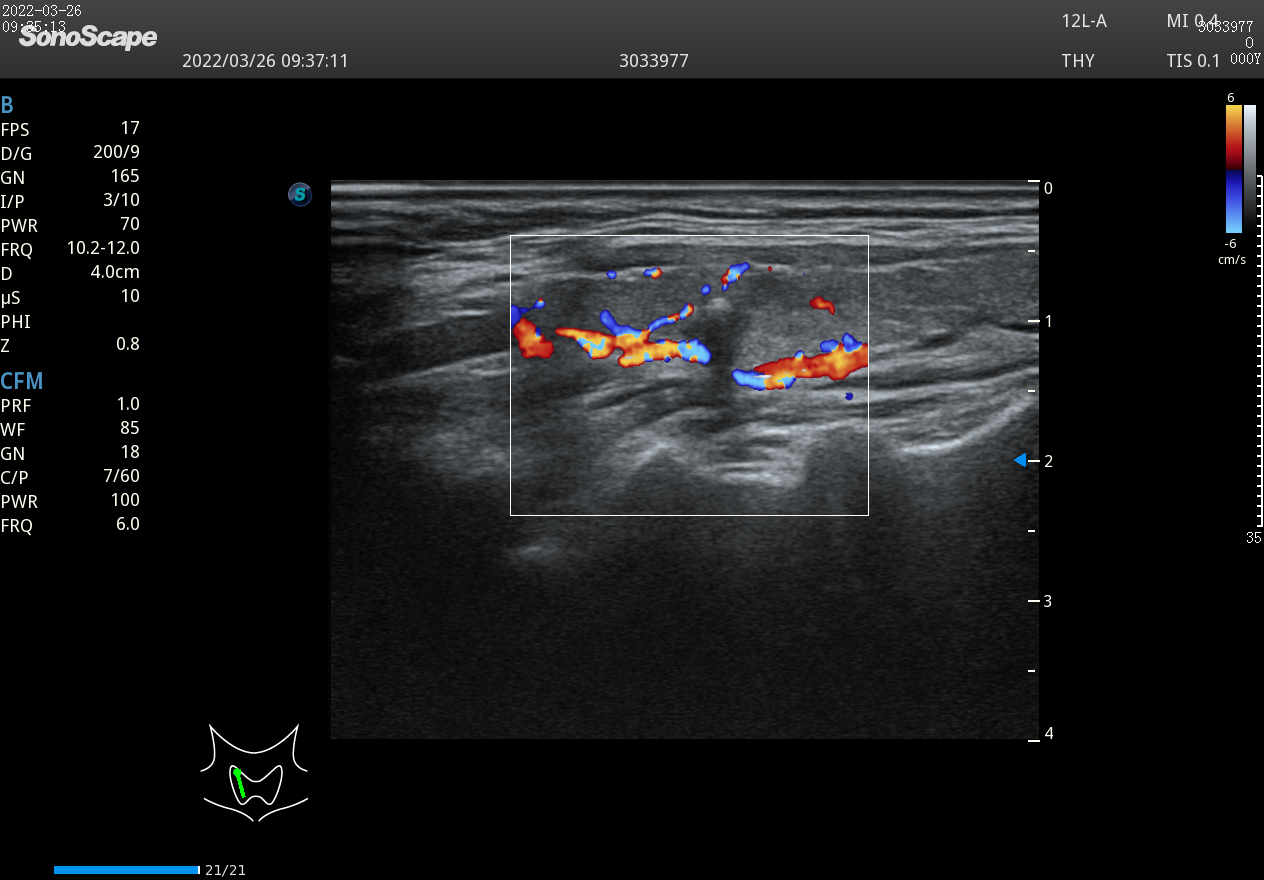 2022-03-26
09:35:13
SonoScape
2022/03/26 09:37:11
3033977
12L-A
MI 0.4
THY
TIS 0.1
3033977
0
000Y
B
FPS 17
D/G 200/9
GN 165
I/P 3/10
PWR 70
FRQ 10.2-12.0
D 4.0cm
µS 10
PHI
Z 0.8
CFM
PRF 1.0
WF 85
GN 18
C/P 7/60
PWR 100
FRQ 6.0
S
6
-6
cm/s
0
1
2
3
4
35
21/21